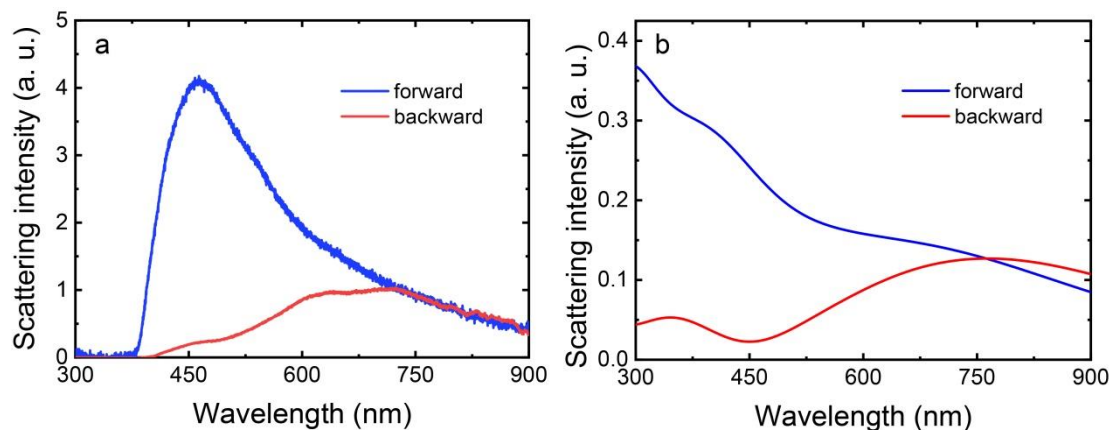 a
5
4
3
2
1
0
Scattering intensity (a. u.)
forward
backward
300 450 600 750 900
Wavelength (nm)
b
0.4
0.3
0.2
0.1
0.0
Scattering intensity (a. u.)
forward
backward
300 450 600 750 900
Wavelength (nm)